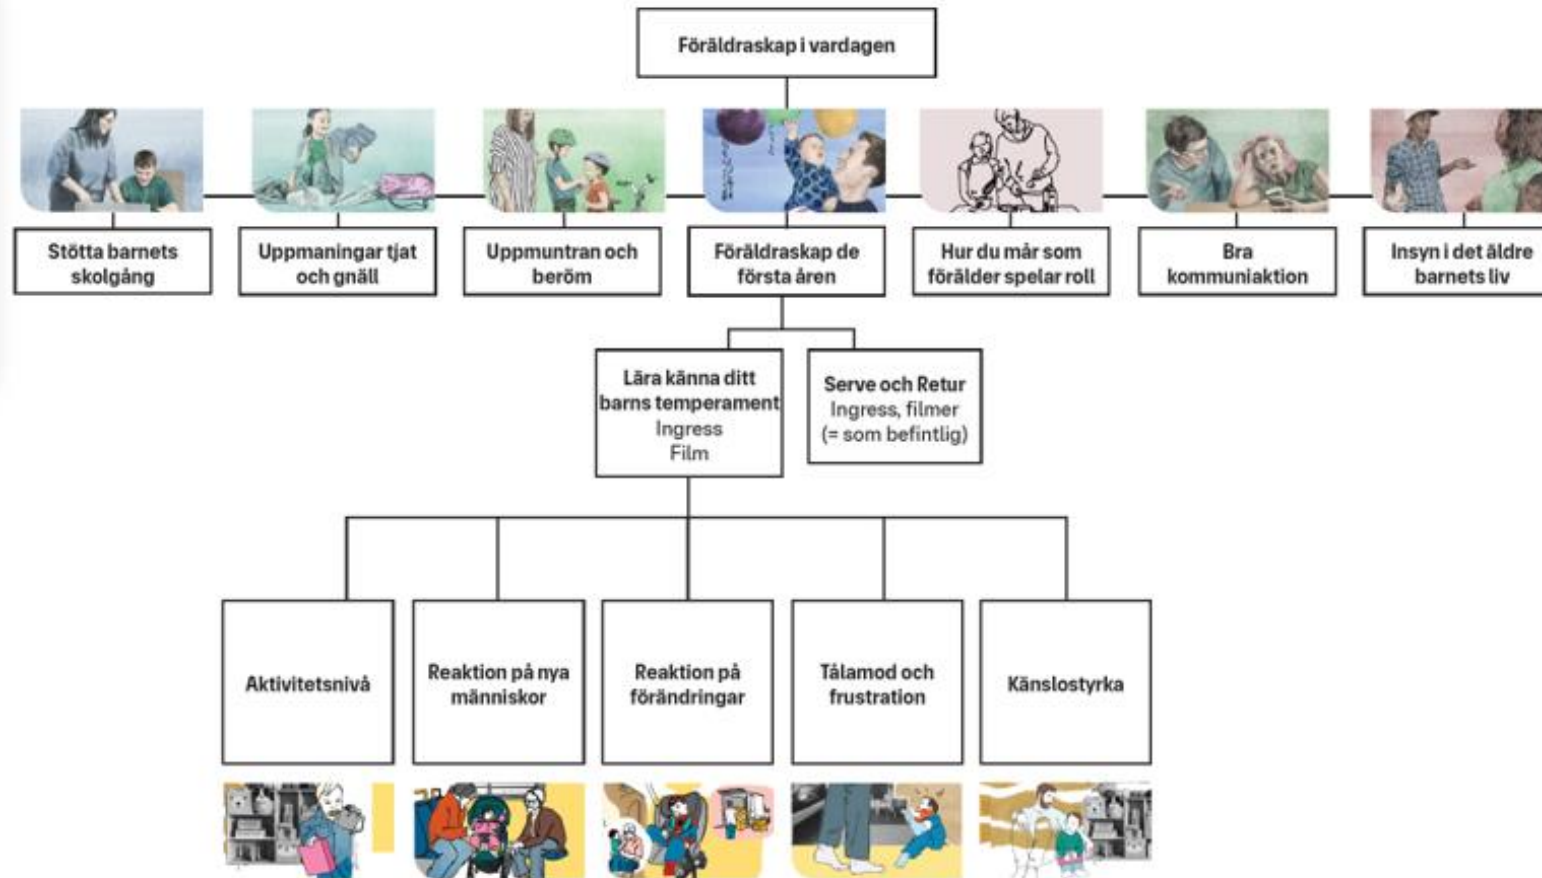 Föräldraskap i vardagen
Stötta barnets
skolgång
Uppmaningar tjat
och gnäll
Uppmuntran och
beröm
Föräldraskap de
första åren
Hur du mår som
förälder spelar roll
Bra
kommuniaktion
Insyn i det äldre
barnets liv
Lära känna ditt
barns temperament
Ingress
Film
Serve och Retur
Ingress, filmer
(= som befintlig)
Aktivitetsnivå
Reaktion på nya
människor
Reaktion på
förändringar
Tålamod och
frustration
Känslostyrka